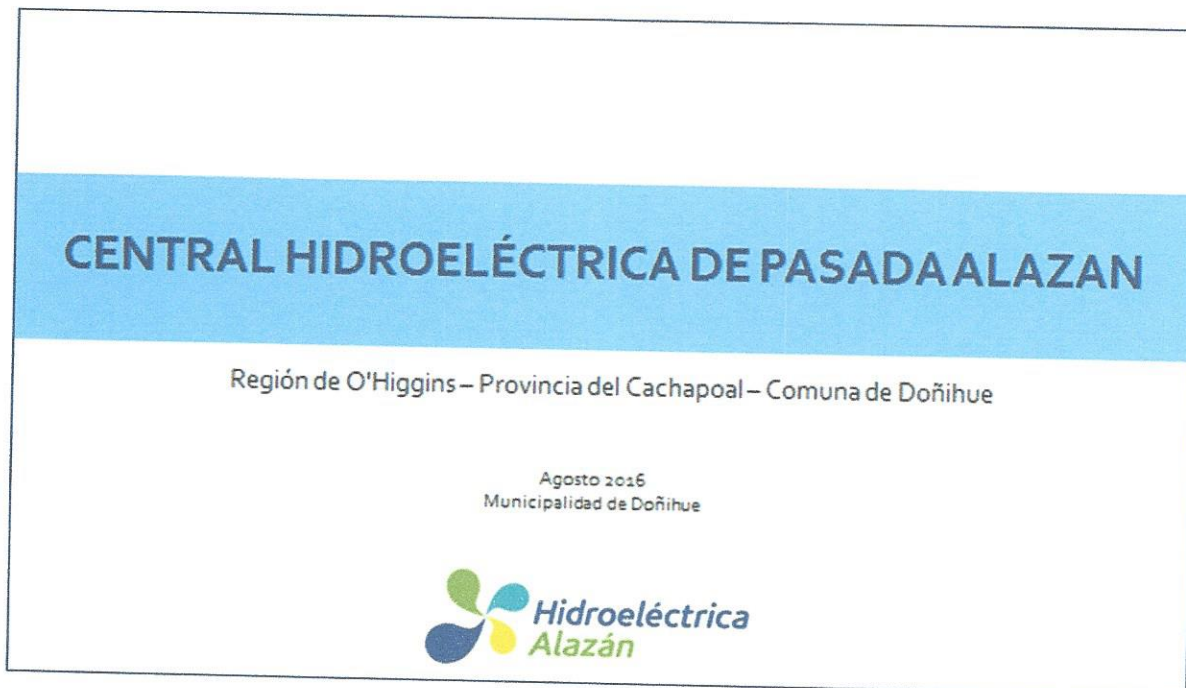 CENTRAL HIDROELÉCTRICA DE PASADA ALAZAN
Región de O'Higgins – Provincia del Cachapoal – Comuna de Doñihue
Agosto 2016
Municipalidad de Doñihue
Hidroeléctrica
Alazán